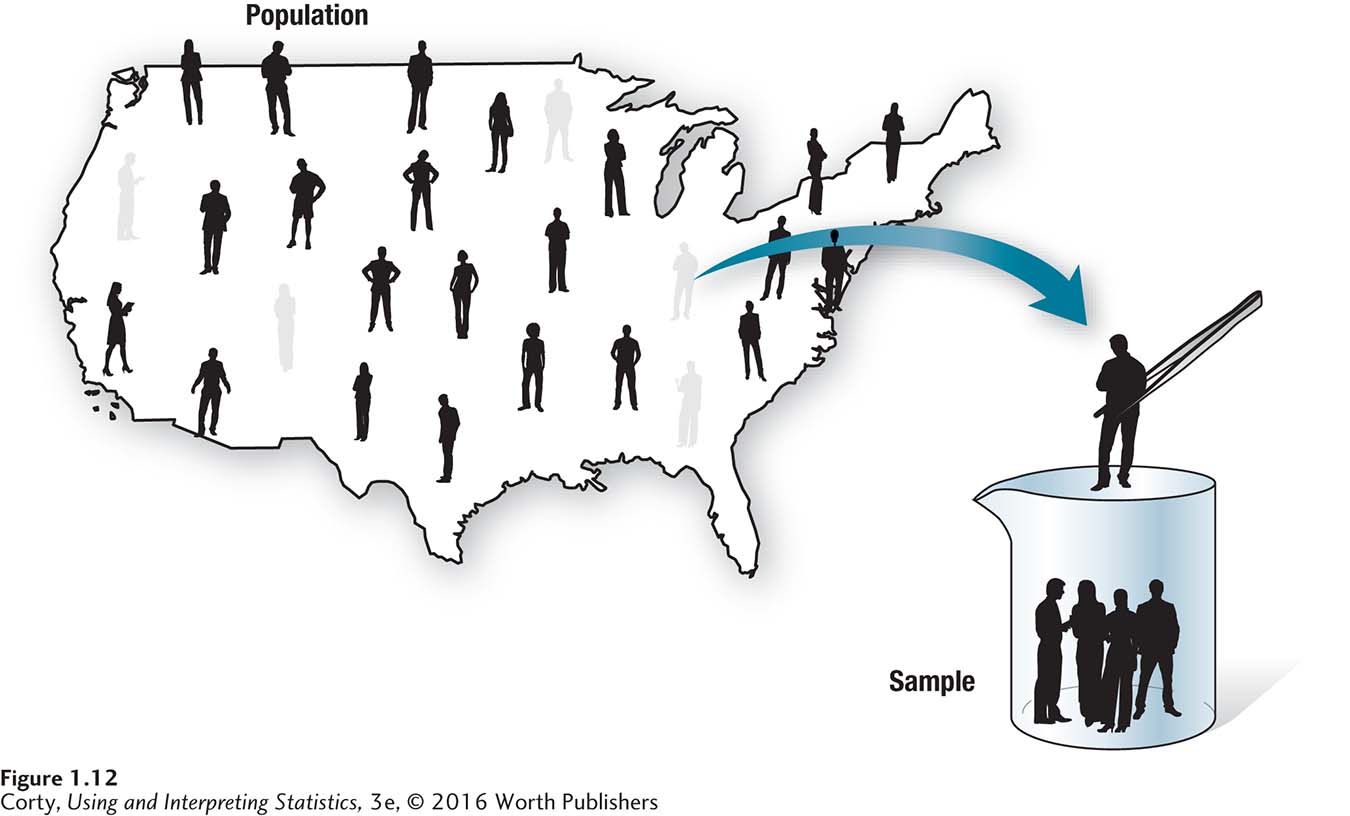 Population
Sample
Figure 1.12
Corty, Using and Interpreting Statistics, 3e, © 2016 Worth Publishers